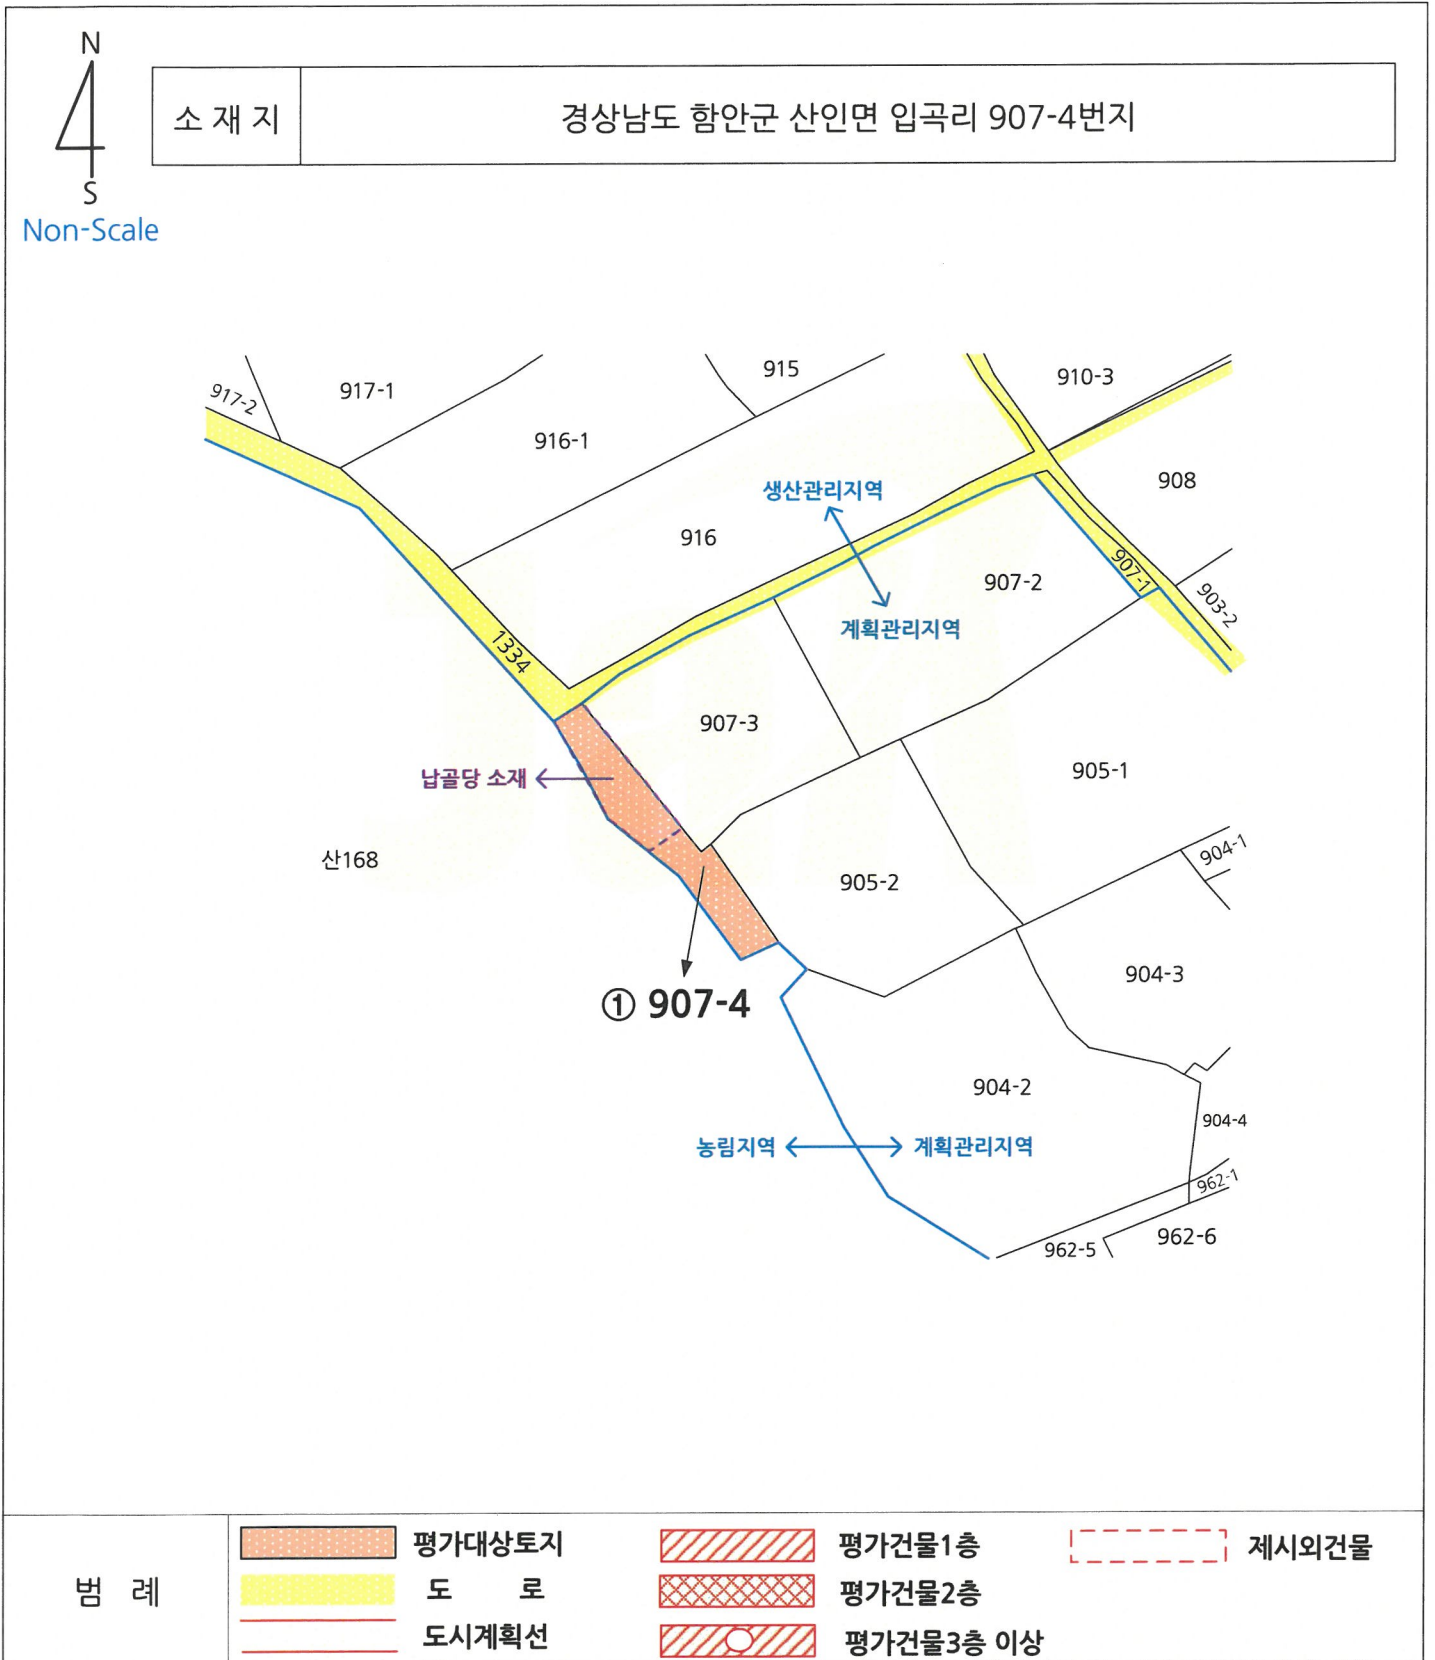 N
S
Non-Scale
소 재 지
경상남도 함안군 산인면 입곡리 907-4번지
917-2
917-1
916-1
915
910-3
908
916
생산관리지역
907-2
907-1
903-2
계획관리지역
1334
907-3
납골당 소재
905-1
산168
905-2
904-1
904-3
① 907-4
904-2
904-4
농림지역
계획관리지역
962-1
962-5
962-6
범 례
평가대상토지
평가건물1층
제시외건물
도 로
평가건물2층
도시계획선
평가건물3층 이상